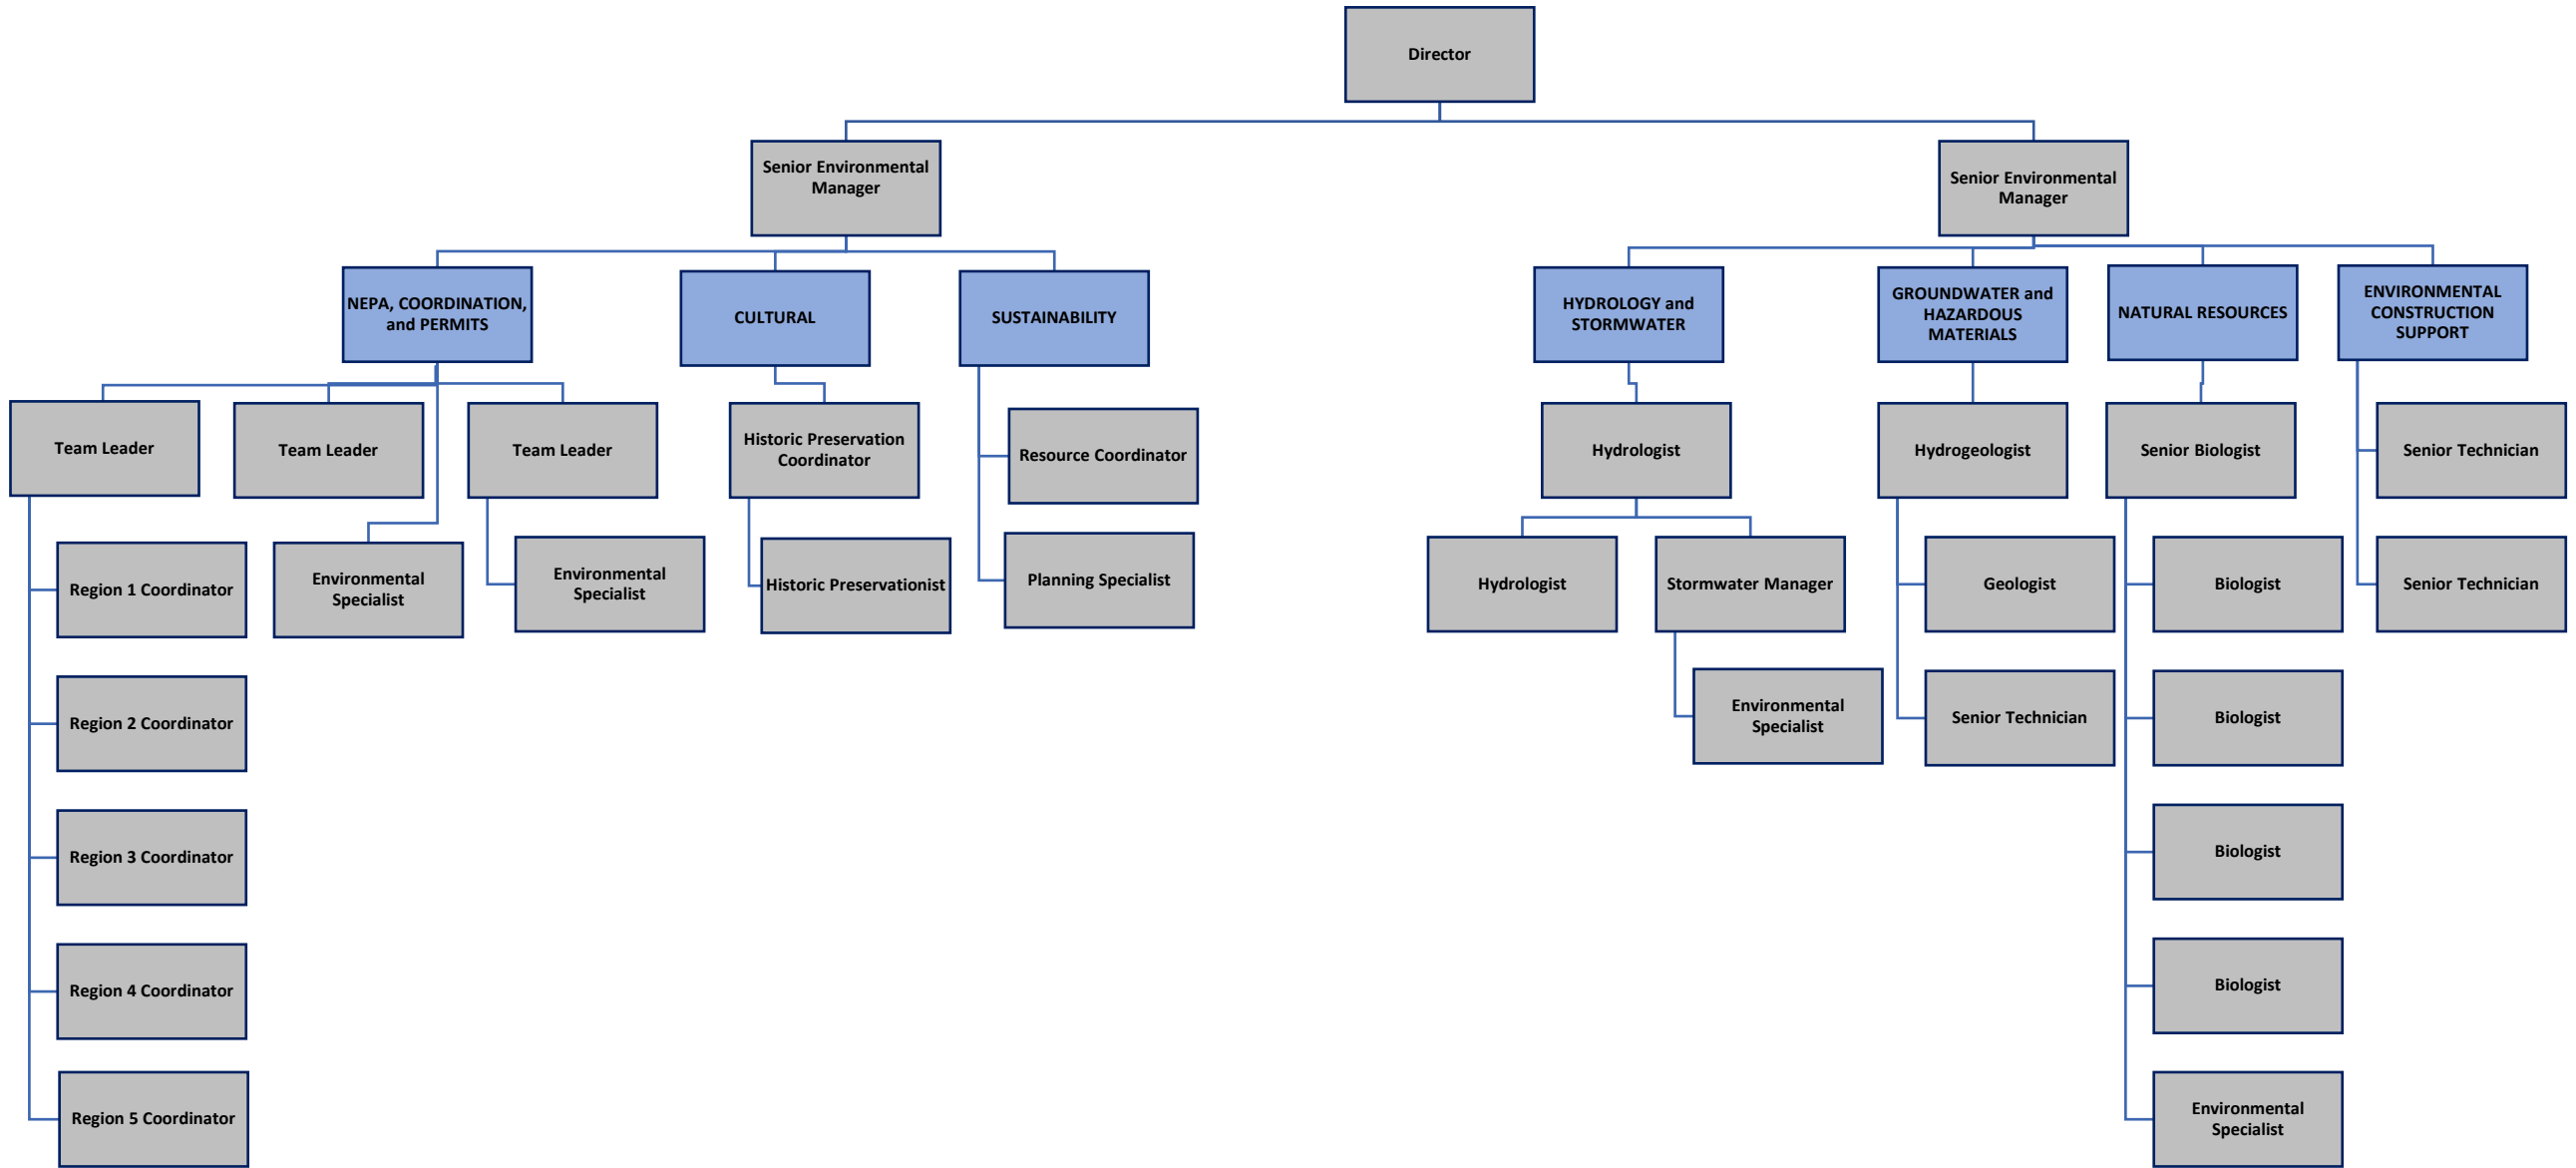 Director
Senior Environmental
Manager
Senior Environmental
Manager
NEPA, COORDINATION,
and PERMITS
CULTURAL
SUSTAINABILITY
HYDROLOGY and
STORMWATER
GROUNDWATER and
HAZARDOUS
MATERIALS
NATURAL RESOURCES
ENVIRONMENTAL
CONSTRUCTION
SUPPORT
Team Leader
Team Leader
Team Leader
Historic Preservation
Coordinator
Resource Coordinator
Hydrologist
Hydrogeologist
Senior Biologist
Senior Technician
Region 1 Coordinator
Environmental
Specialist
Environmental
Specialist
Historic Preservationist
Planning Specialist
Hydrologist
Stormwater Manager
Geologist
Biologist
Senior Technician
Region 2 Coordinator
Environmental
Specialist
Senior Technician
Biologist
Region 3 Coordinator
Biologist
Region 4 Coordinator
Biologist
Region 5 Coordinator
Environmental
Specialist